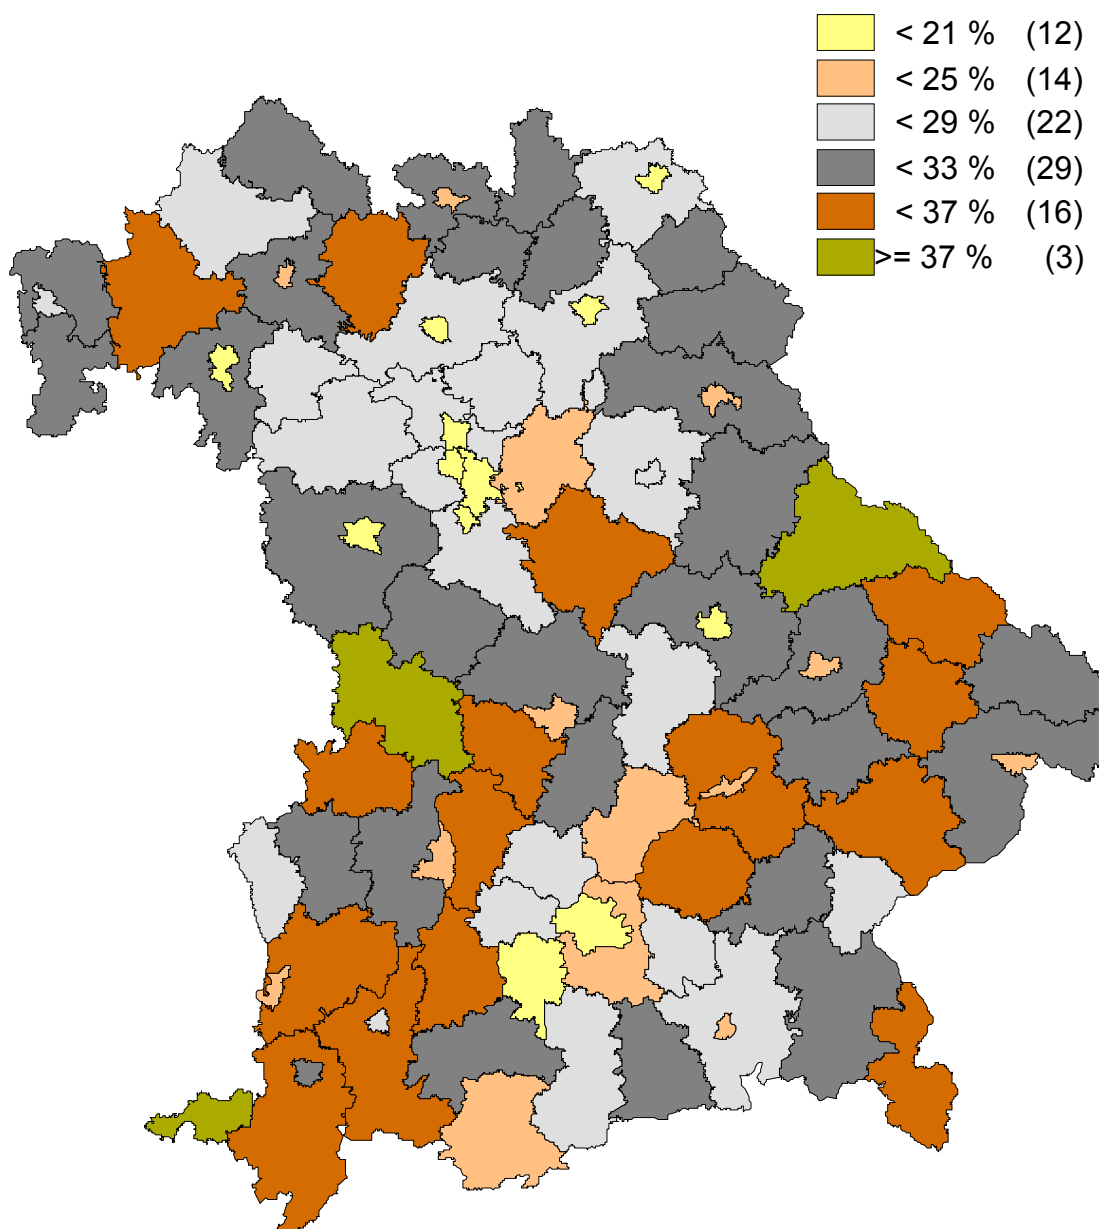 < 21 % (12)
< 25 % (14)
< 29 % (22)
< 33 % (29)
< 37 % (16)
>= 37 % (3)